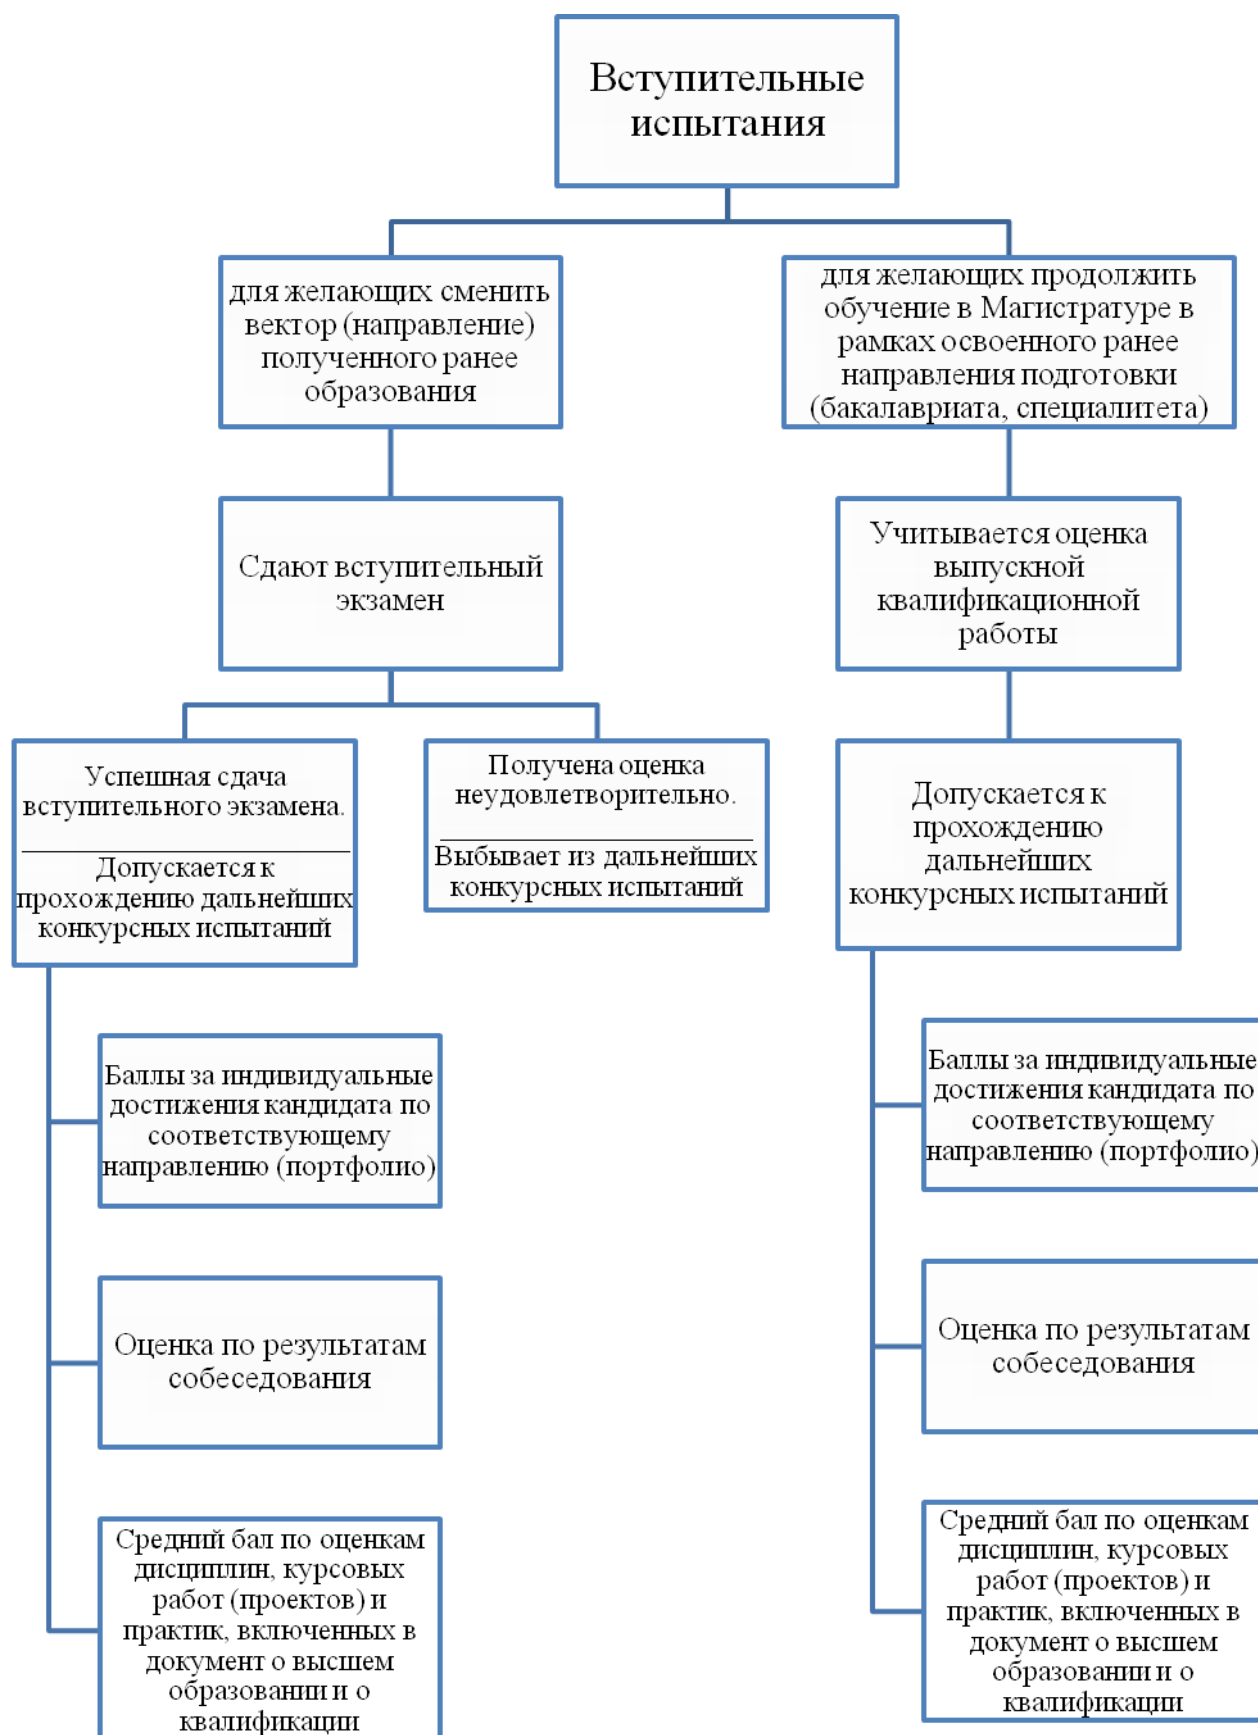 Вступительные
испытания
для желающих сменить
вектор (направление)
полученного ранее
образования
для желающих продолжить
обучение в Магистратуре в
рамках освоенного ранее
направления подготовки
(бакалавриата, специалитета)
Сдают вступительный
экзамен
Учитывается оценка
выпускной
квалификационной
работы
Успешная сдача
вступительного экзамена.
Допускается к
прохождению дальнейших
конкурсных испытаний
Получена оценка
неудовлетворительно.
Выбывает из дальнейших
конкурсных испытаний
Допускается к
прохождению
дальнейших
конкурсных испытаний
Баллы за индивидуальные
достижения кандидата по
соответствующему
направлению (портфолио)
Оценка по результатам
собеседования
Средний бал по оценкам
дисциплин, курсовых
работ (проектов) и
практик, включенных в
документ о высшем
образовании и о
квалификации
Баллы за индивидуальные
достижения кандидата по
соответствующему
направлению (портфолио)
Оценка по результатам
собеседования
Средний бал по оценкам
дисциплин, курсовых
работ (проектов) и
практик, включенных в
документ о высшем
образовании и о
квалификации